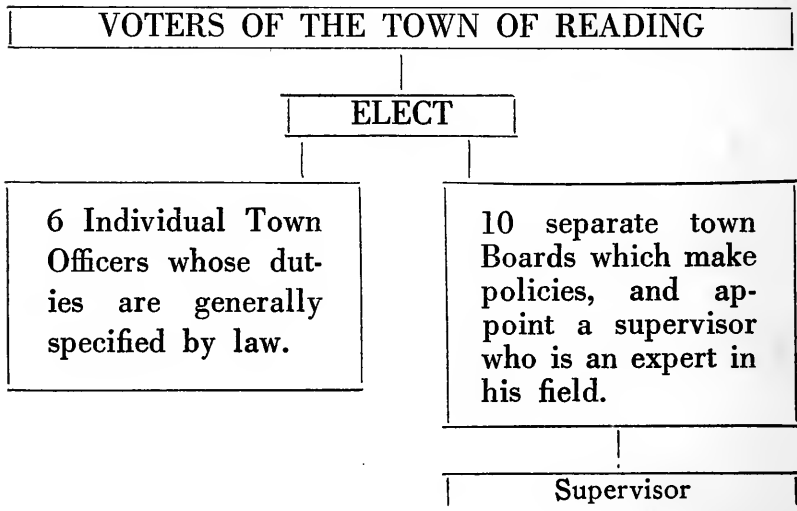 VOTERS OF THE TOWN OF READING
ELECT
6 Individual Town
Officers whose dut-
ies are generally
specified by law.
10 separate town
Boards which make
policies, and ap-
point a supervisor
who is an expert in
his field.
Supervisor